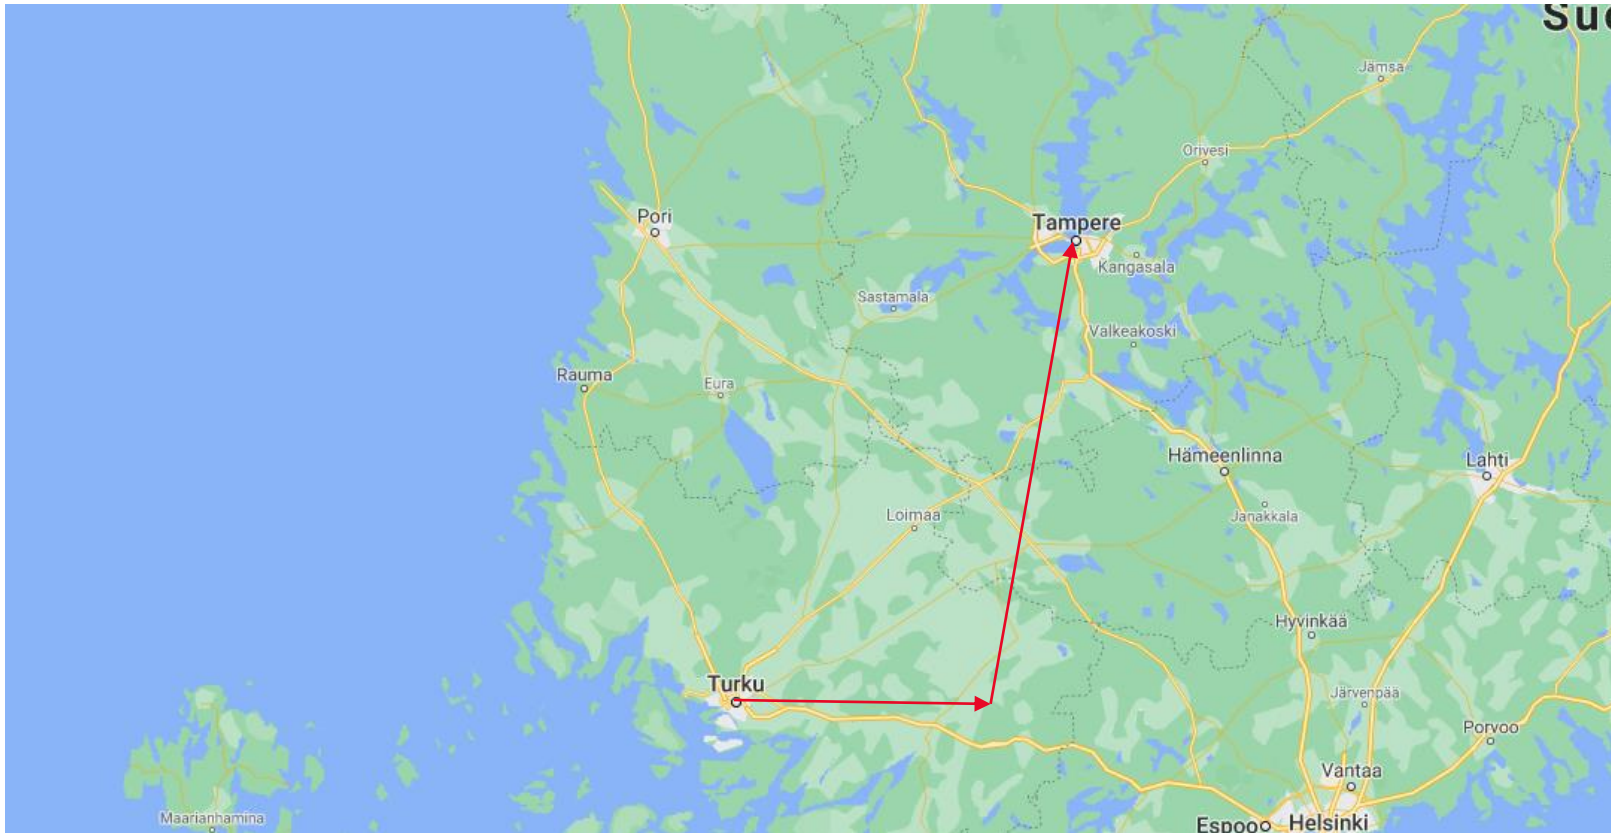 Suo
Jämsä
Orivesi
Pori
Tampere
Kangasala
Sastamala
Valkeakoski
Rauma
Eura
Hämeenlinna
Lahti
Loimaa
Janakkala
Hyvinkää
Turku
Järvenpää
Porvoo
Vantaa
Maarianhamina
Espoo
Helsinki